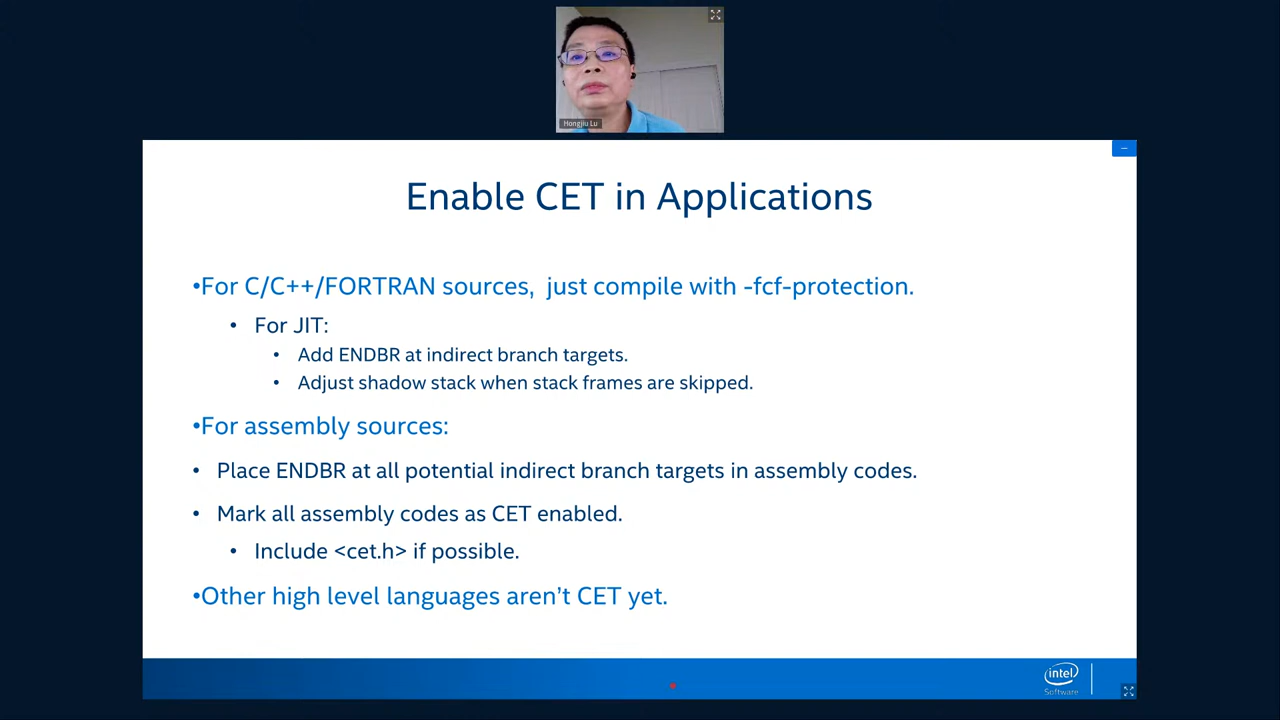 Hongjiu Lu
Enable CET in Applications
•For C/C++/FORTRAN sources,  just compile with -fcf-protection.
• For JIT:
• Add ENDBR at indirect branch targets.
• Adjust shadow stack when stack frames are skipped.
•For assembly sources:
• Place ENDBR at all potential indirect branch targets in assembly codes.
• Mark all assembly codes as CET enabled.
• Include <cet.h> if possible.
•Other high level languages aren’t CET yet.
intel
Software